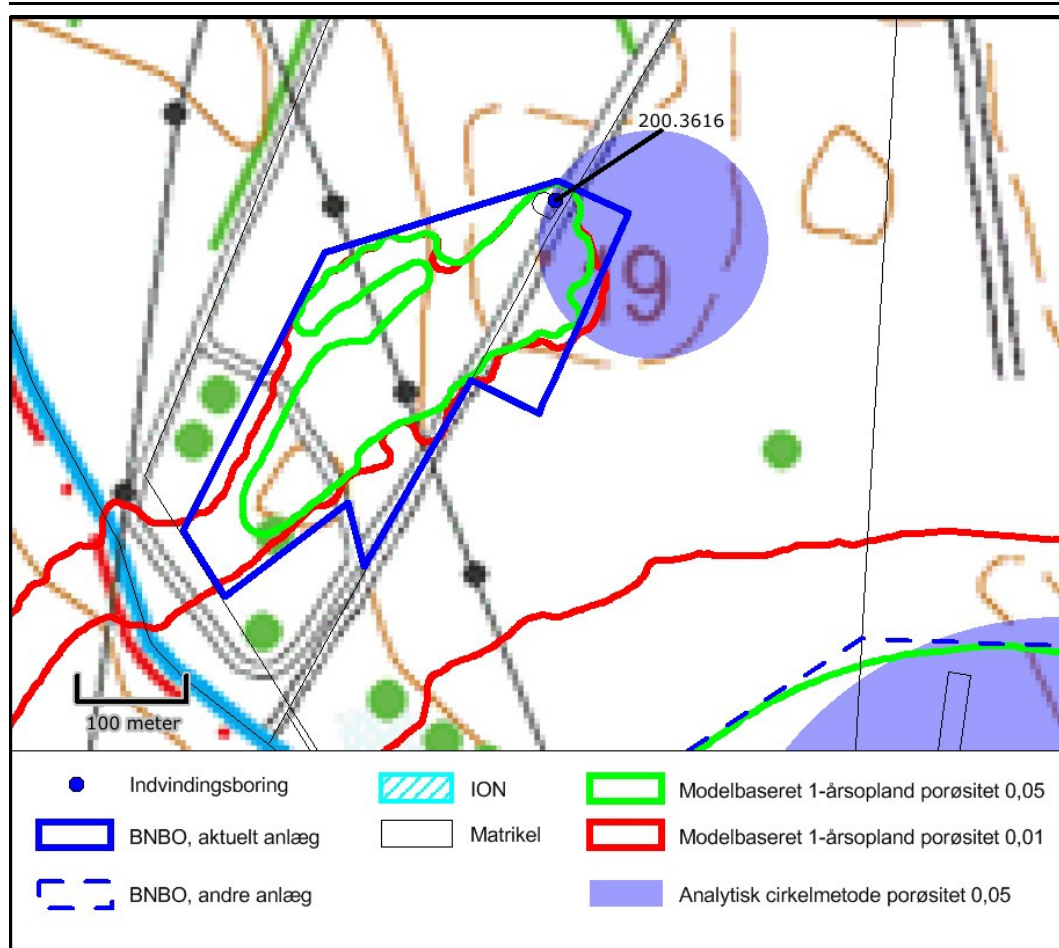 200.3616
19
100 meter
Indvindingsboring
ION
Modelbaseret 1-årsopland porøsitet 0,05
BNBO, aktuelt anlæg
Matrikel
Modelbaseret 1-årsopland porøsitet 0,01
BNBO, andre anlæg
Analytisk cirkelmetode porøsitet 0,05